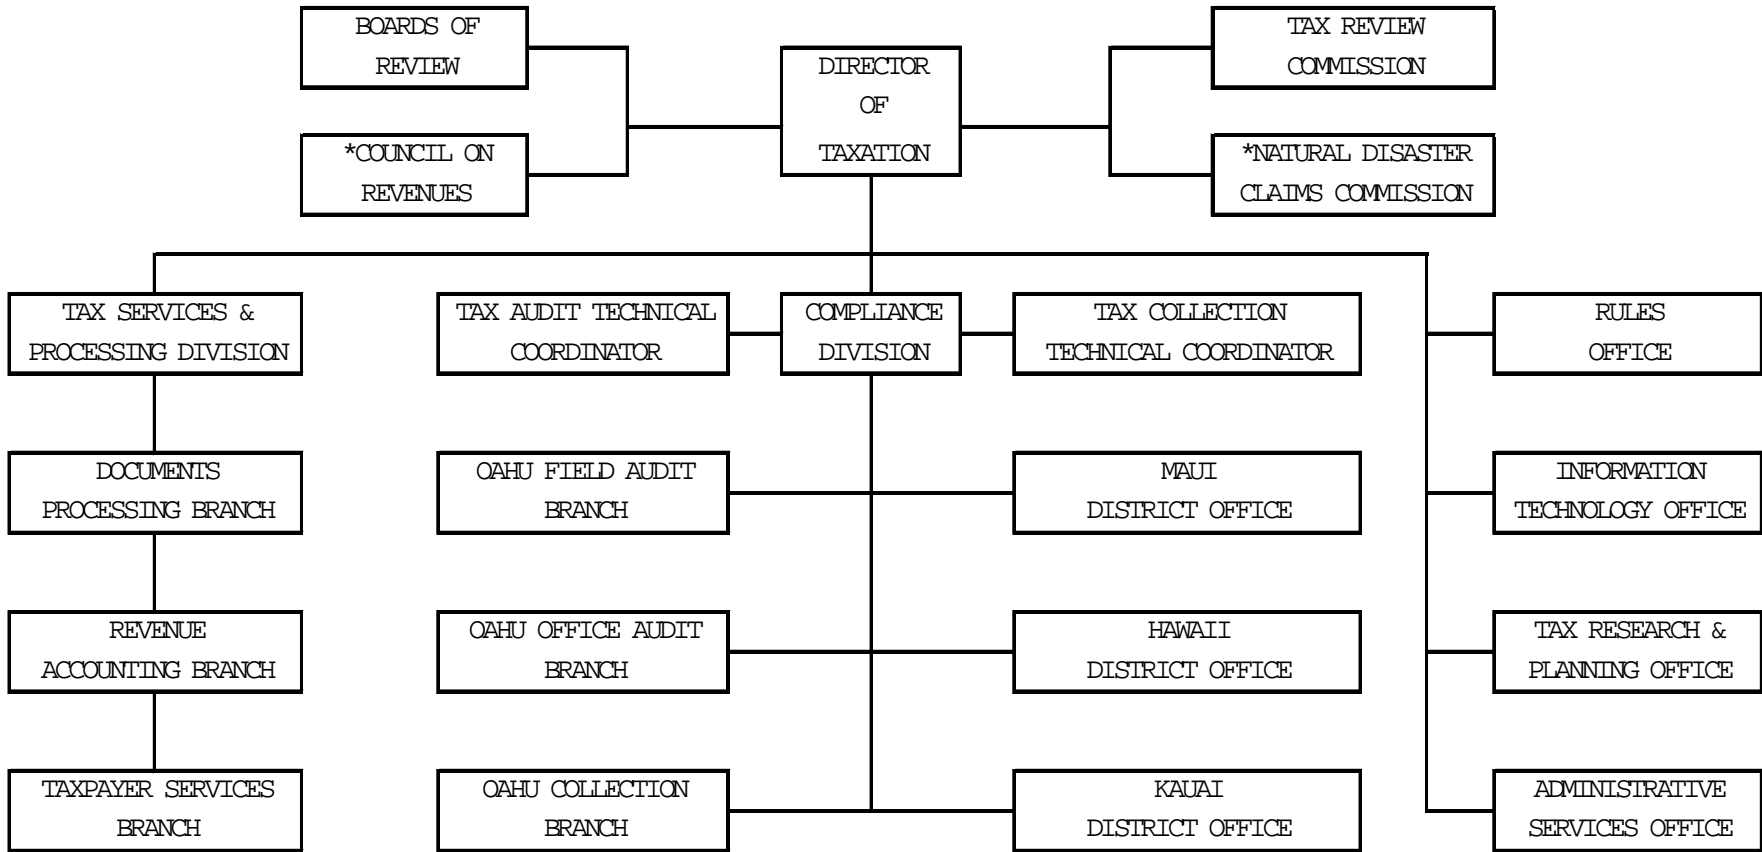 BOARDS OF
REVIEW
DIRECTOR
OF
TAXATION
TAX REVIEW
COMMISSION
*COUNCIL ON
REVENUES
*NATURAL DISASTER
CLAIMS COMMISSION
TAX SERVICES &
PROCESSING DIVISION
TAX AUDIT TECHNICAL
COORDINATOR
COMPLIANCE
DIVISION
TAX COLLECTION
TECHNICAL COORDINATOR
RULES
OFFICE
DOCUMENTS
PROCESSING BRANCH
OAHU FIELD AUDIT
BRANCH
MAUI
DISTRICT OFFICE
INFORMATION
TECHNOLOGY OFFICE
REVENUE
ACCOUNTING BRANCH
OAHU OFFICE AUDIT
BRANCH
HAWAII
DISTRICT OFFICE
TAX RESEARCH &
PLANNING OFFICE
TAXPAYER SERVICES
BRANCH
OAHU COLLECTION
BRANCH
KAUAI
DISTRICT OFFICE
ADMINISTRATIVE
SERVICES OFFICE